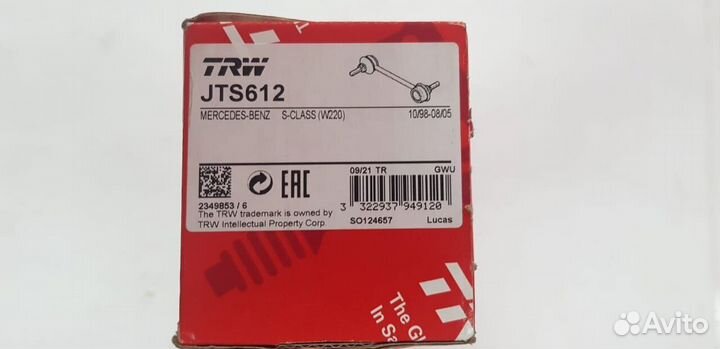 TRW
JTS612
MERCEDES-BENZ S-CLASS (W220) 10/98-08/05
09/21 TR GWU
EAC
3 322937 949120
2349853 / 6
SO124657 Lucas
The TRW trademark is owned by
TRW Intellectual Property Corp.
The
In Sa
Avito